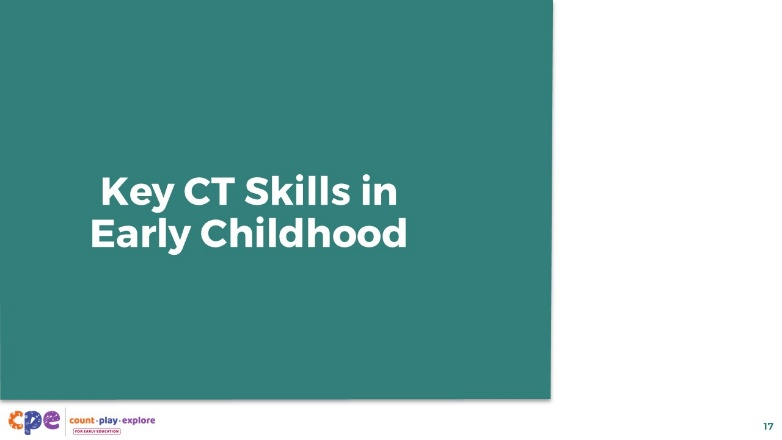 Key CT Skills in
Early Childhood
cpe
count·play·explore
FOR EARLY EDUCATION
17